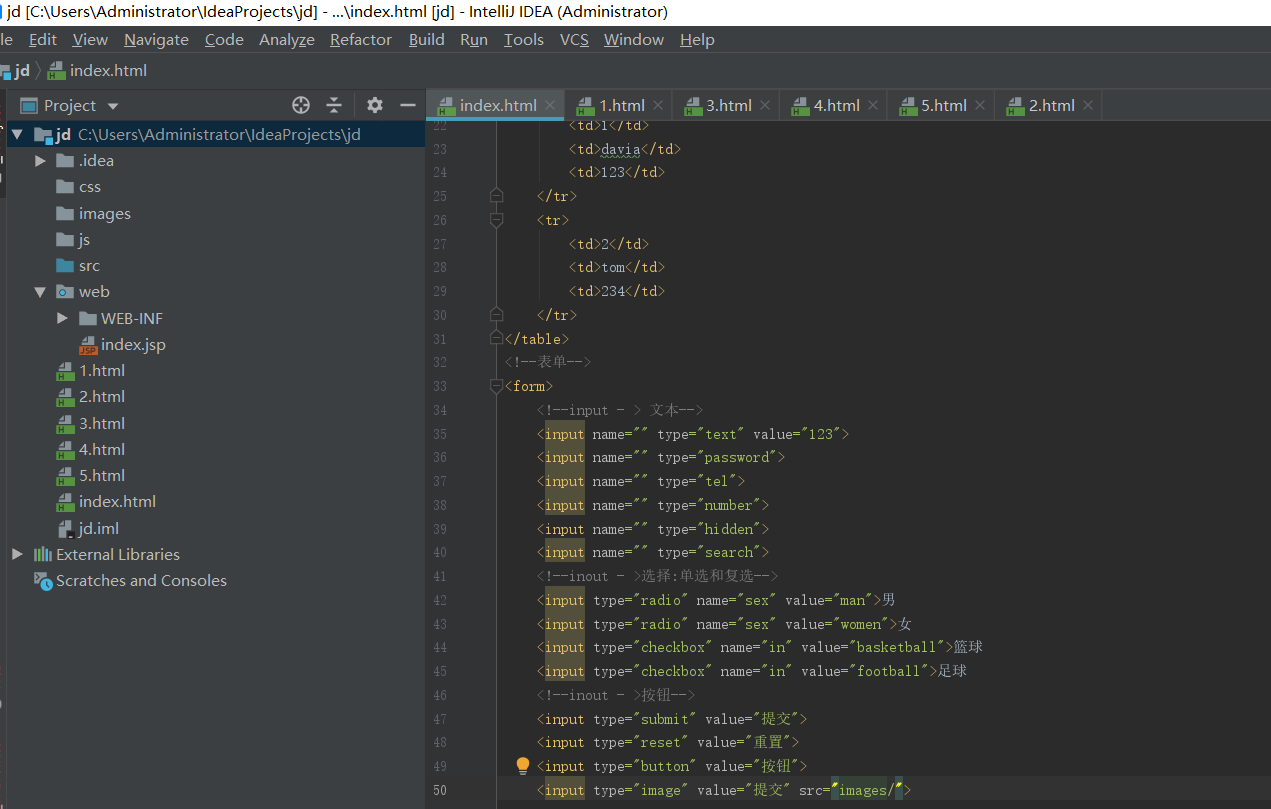 jd [C:\Users\Administrator\IdeaProjects\jd] - ...\index.html [jd] - IntelliJ IDEA (Administrator)
le Edit View Navigate Code Analyze Refactor Build Run Tools VCS Window Help
jd index.html
Project
index.html 1.html 3.html 4.html 5.html 2.html
jd C:\Users\Administrator\IdeaProjects\jd
.idea
css
images
js
src
web
WEB-INF
index.jsp
1.html
2.html
3.html
4.html
5.html
index.html
jd.iml
External Libraries
Scratches and Consoles
22 <td>1</td>
23 <td>davia</td>
24 <td>123</td>
25 </tr>
26 <tr>
27 <td>2</td>
28 <td>tom</td>
29 <td>234</td>
30 </tr>
31 </table>
32 <!--表单-->
33 <form>
34 <!--input - > 文本-->
35 <input name="" type="text" value="123">
36 <input name="" type="password">
37 <input name="" type="tel">
38 <input name="" type="number">
39 <input name="" type="hidden">
40 <input name="" type="search">
41 <!--inout - >选择:单选和复选-->
42 <input type="radio" name="sex" value="man">男
43 <input type="radio" name="sex" value="women">女
44 <input type="checkbox" name="in" value="basketball">篮球
45 <input type="checkbox" name="in" value="football">足球
46 <!--inout - >按钮-->
47 <input type="submit" value="提交">
48 <input type="reset" value="重置">
49 <input type="button" value="按钮">
50 <input type="image" value="提交" src="images/">